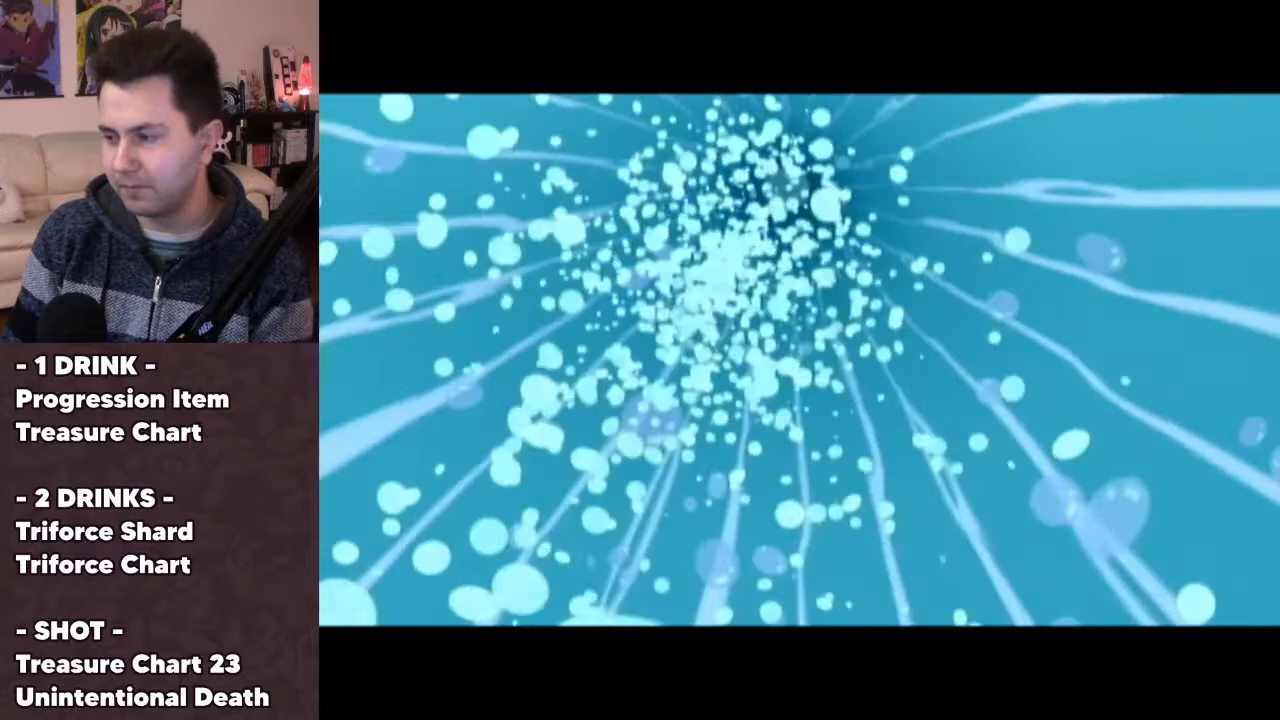 - 1 DRINK -
Progression Item
Treasure Chart
- 2 DRINKS -
Triforce Shard
Triforce Chart
- SHOT -
Treasure Chart 23
Unintentional Death